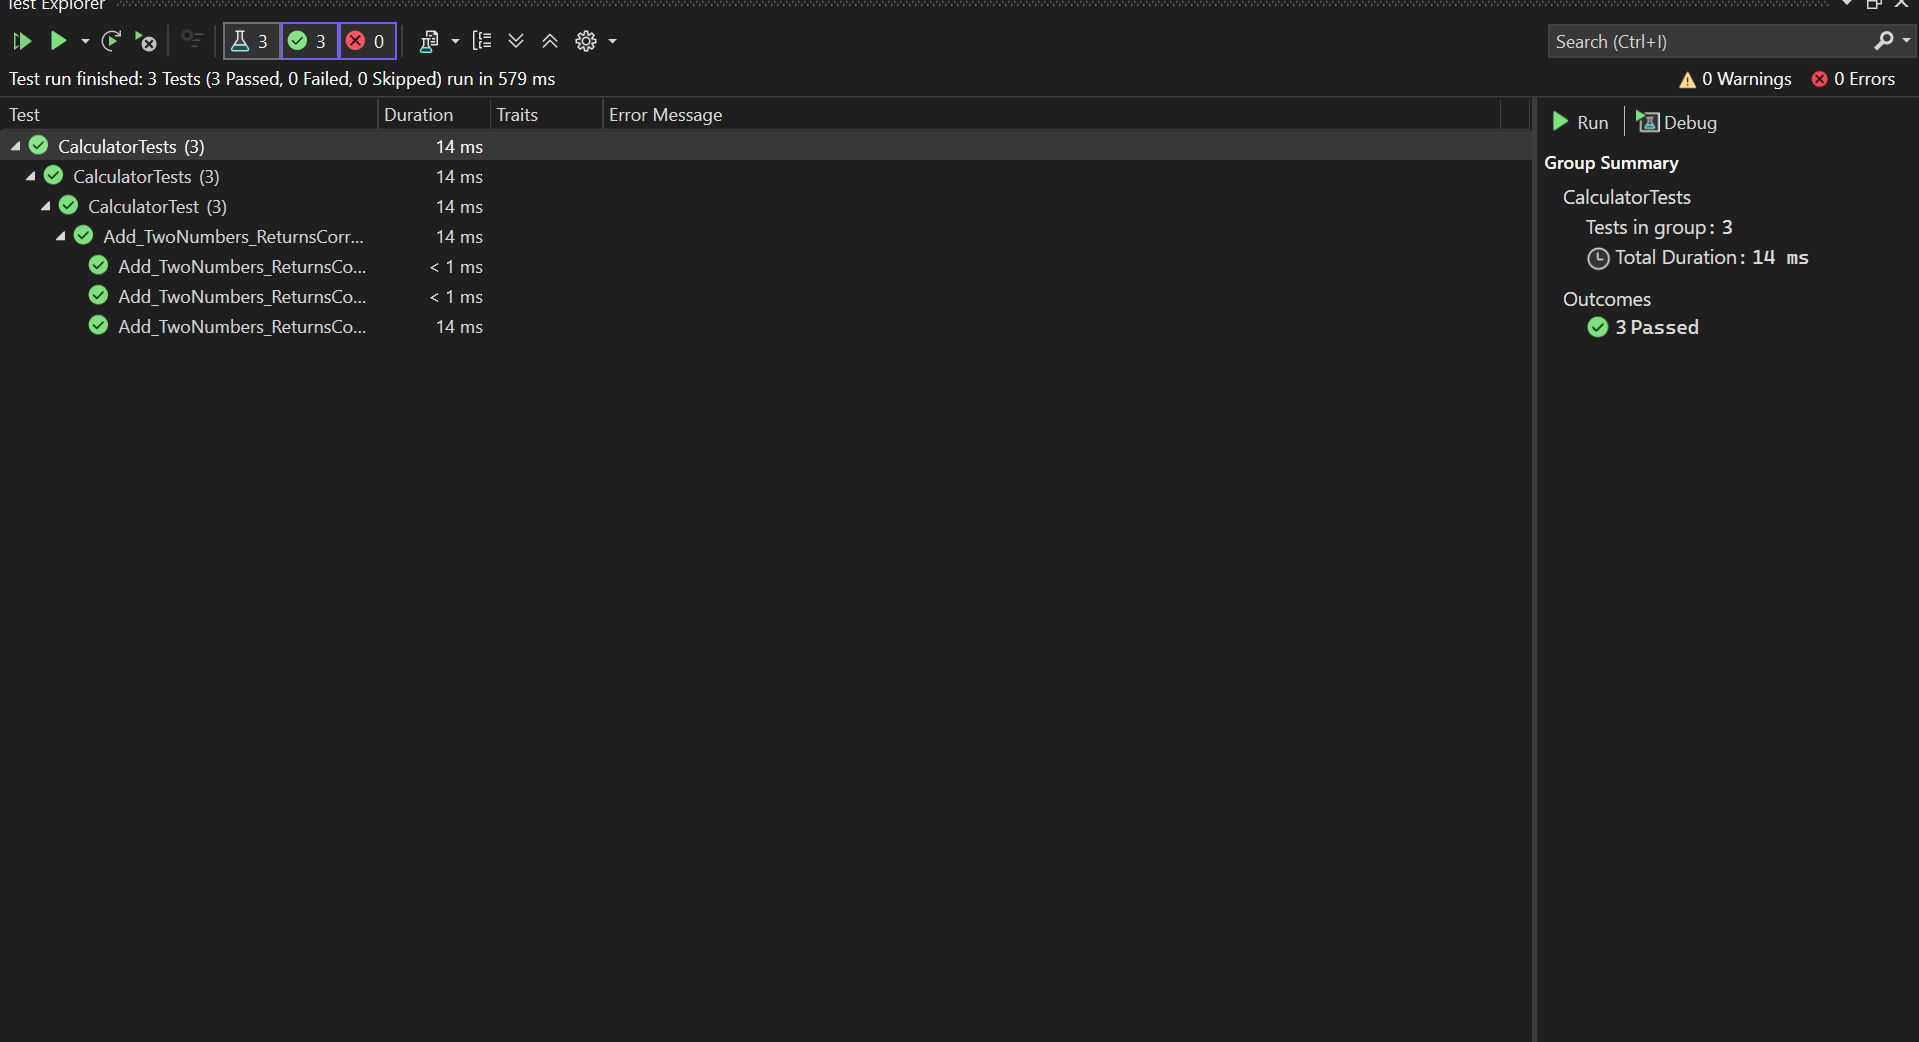 Test Explorer
3 3 0
Search (Ctrl+I)
Test run finished: 3 Tests (3 Passed, 0 Failed, 0 Skipped) run in 579 ms
0 Warnings 0 Errors
Test Duration Traits Error Message
CalculatorTests (3) 14 ms
CalculatorTests (3) 14 ms
CalculatorTest (3) 14 ms
Add_TwoNumbers_ReturnsCorr... 14 ms
Add_TwoNumbers_ReturnsCo... < 1 ms
Add_TwoNumbers_ReturnsCo... < 1 ms
Add_TwoNumbers_ReturnsCo... 14 ms
Run Debug
Group Summary
CalculatorTests
Tests in group: 3
Total Duration: 14 ms
Outcomes
3 Passed